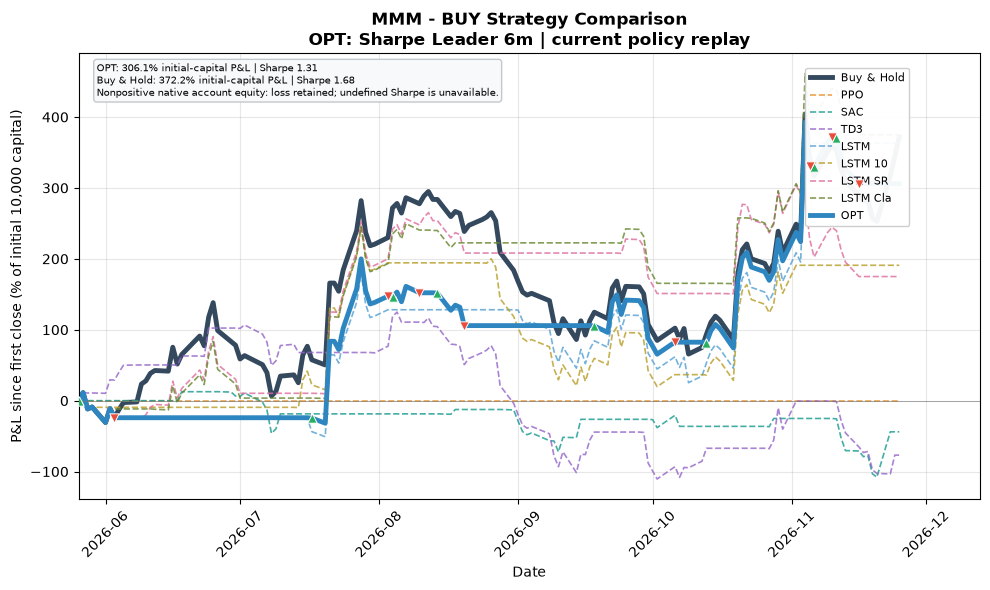 MMM - BUY Strategy Comparison
OPT: Sharpe Leader 6m | current policy replay
OPT: 306.1% initial-capital P&L | Sharpe 1.31
Buy & Hold: 372.2% initial-capital P&L | Sharpe 1.68
Nonpositive native account equity: loss retained; undefined Sharpe is unavailable.
Buy & Hold
PPO
SAC
TD3
LSTM
LSTM 10
LSTM SR
LSTM Cla
OPT
P&L since first close (% of initial 10,000 capital)
400
300
200
100
0
−100
2026-06
2026-07
2026-08
2026-09
2026-10
2026-11
2026-12
Date